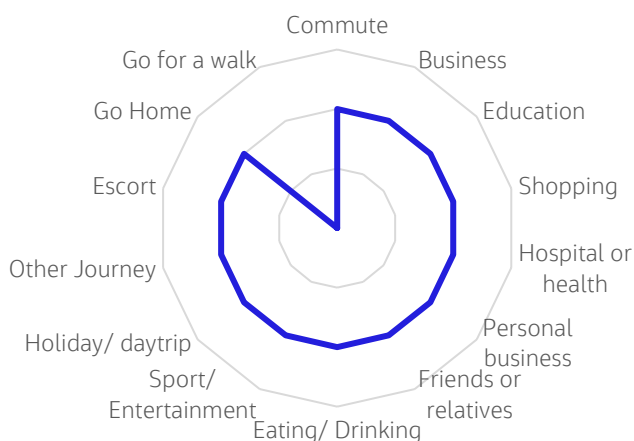 Commute
Business
Education
Shopping
Hospital or
health
Personal
business
Friends or
relatives
Eating/ Drinking
Sport/
Entertainment
Holiday/ daytrip
Other Journey
Escort
Go Home
Go for a walk